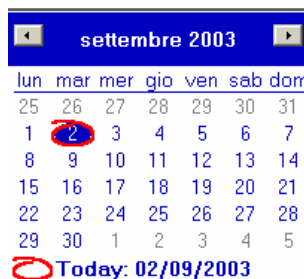 settembre 2003
lun mar mer gio ven sab dom
25 26 27 28 29 30 31
1 2 3 4 5 6 7
8 9 10 11 12 13 14
15 16 17 18 19 20 21
22 23 24 25 26 27 28
29 30 1 2 3 4 5
Today: 02/09/2003